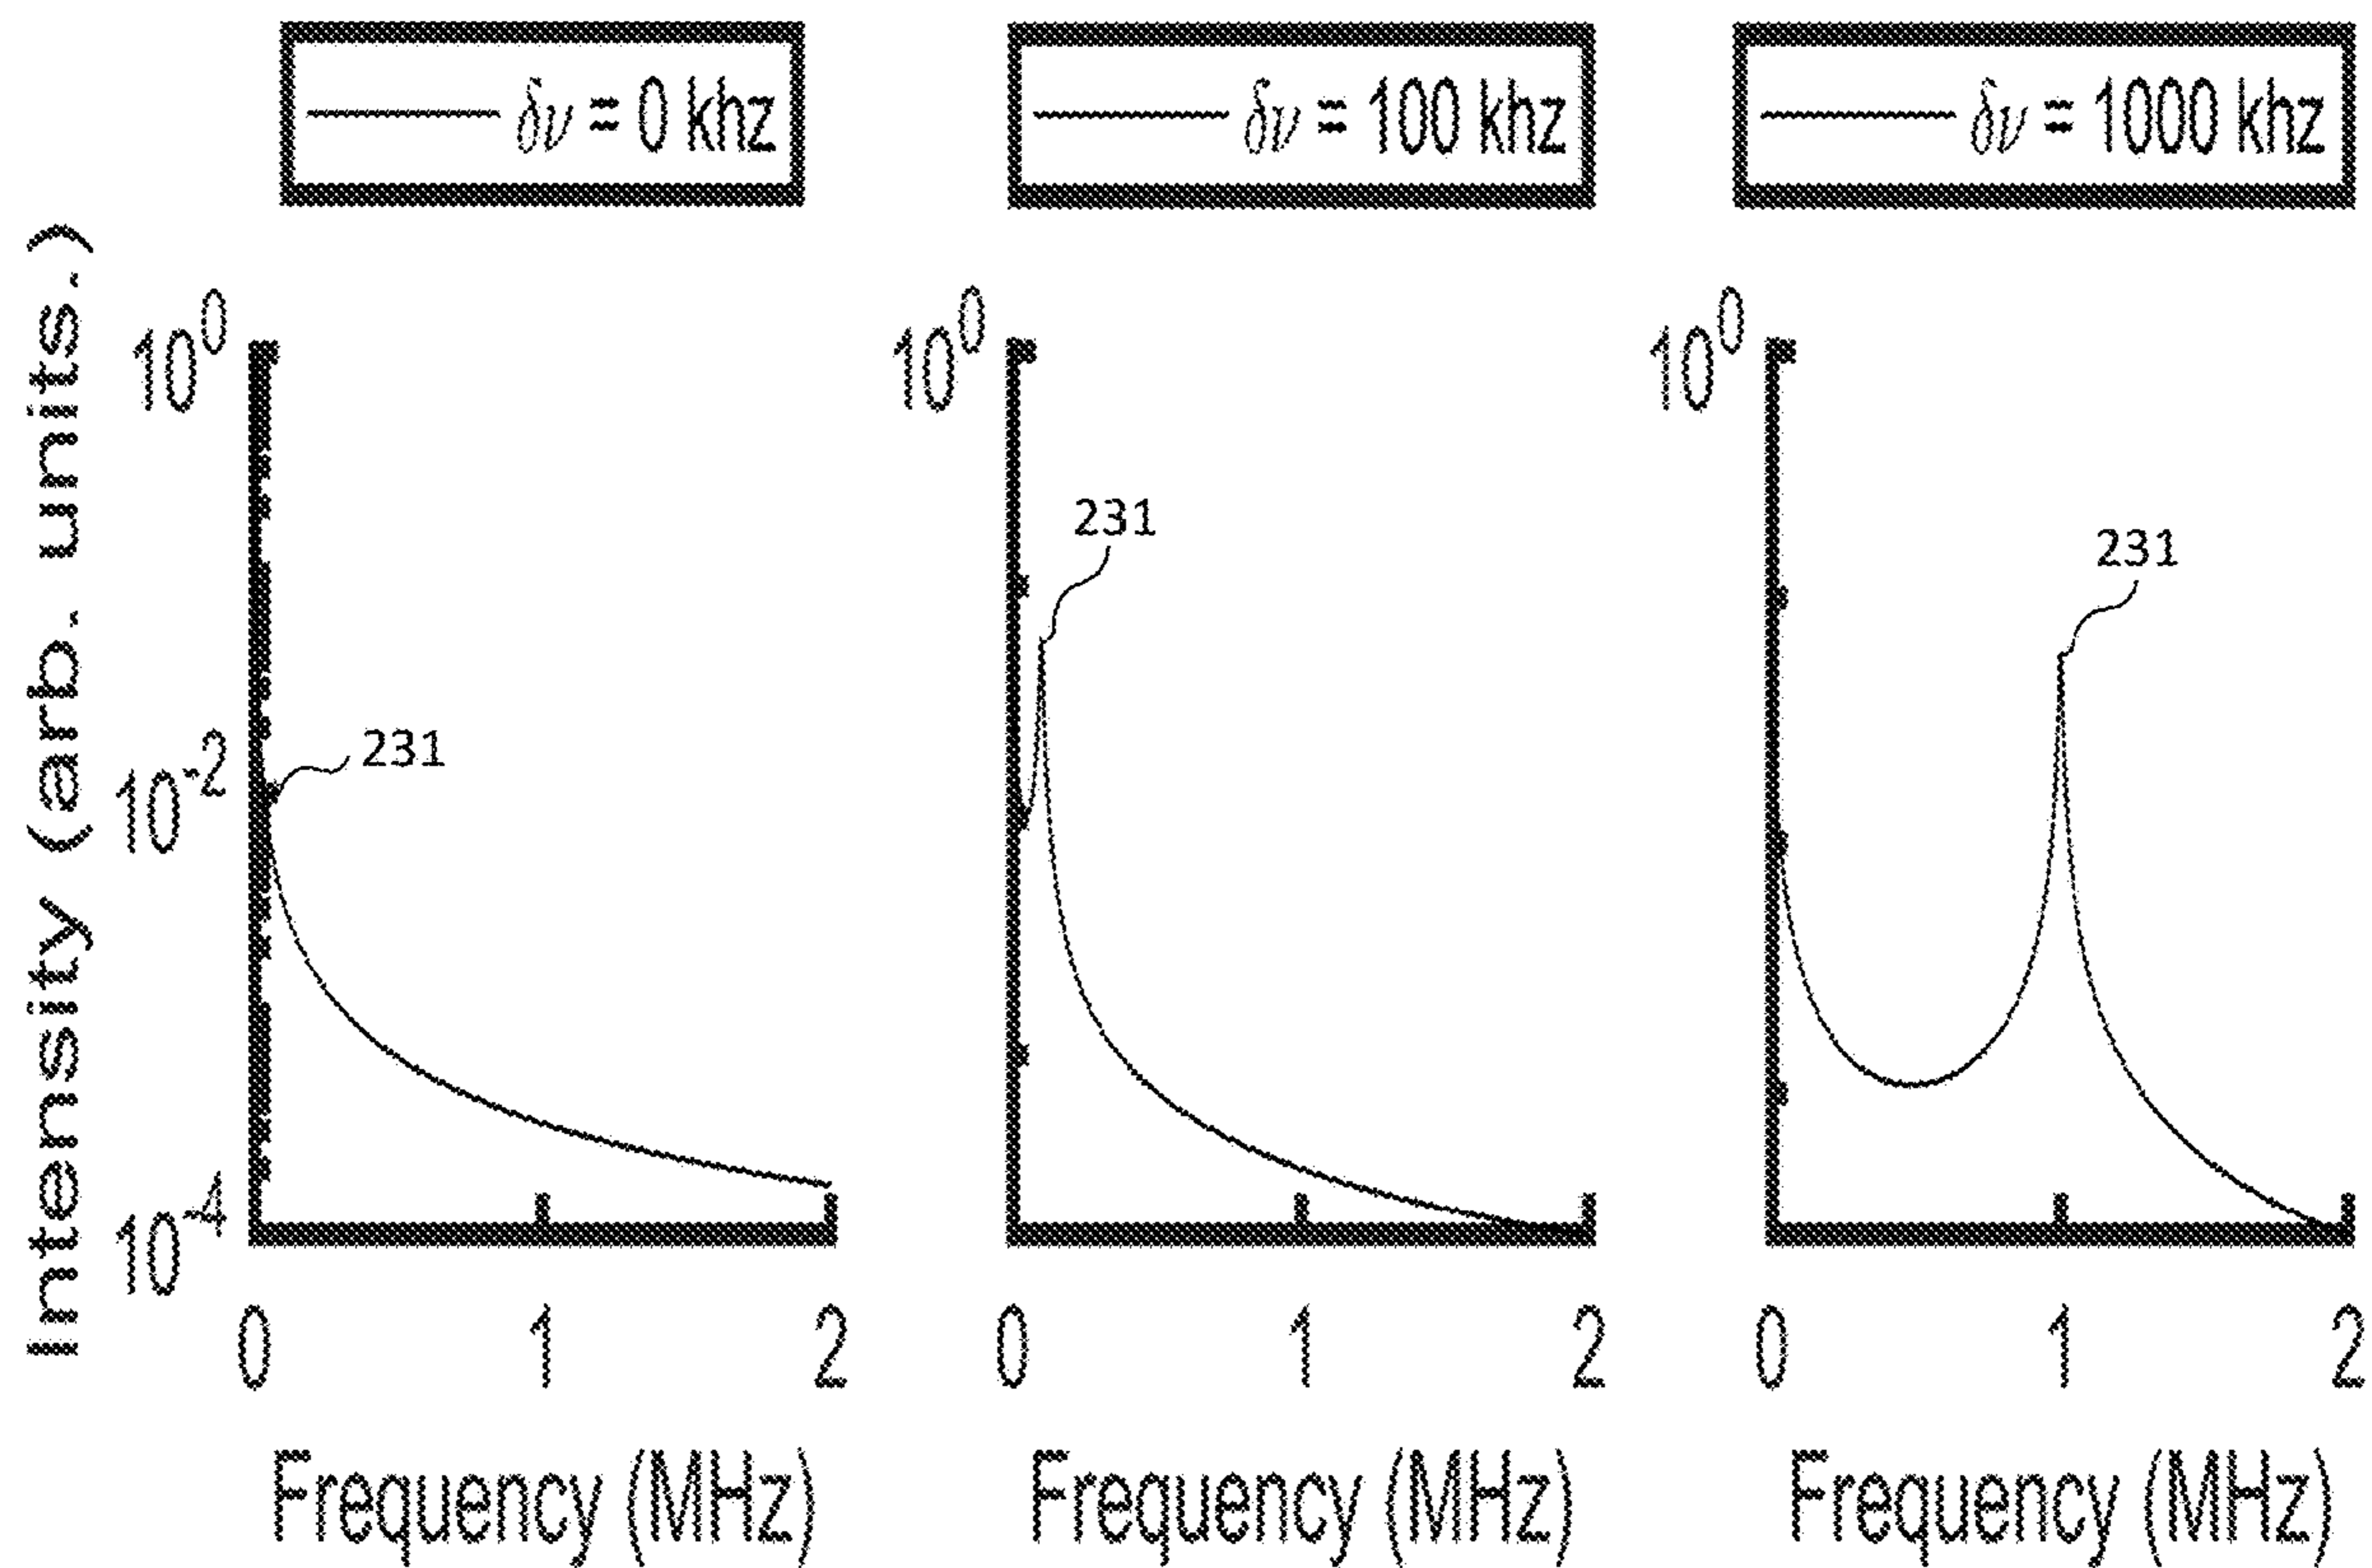 δν = 0 khz
δν = 100 khz
δν = 1000 khz
Intensity (arb. units.)
10^0
10^-2
10^-4
231
0 1 2
Frequency (MHz)
10^0
231
0 1 2
Frequency (MHz)
10^0
231
0 1 2
Frequency (MHz)